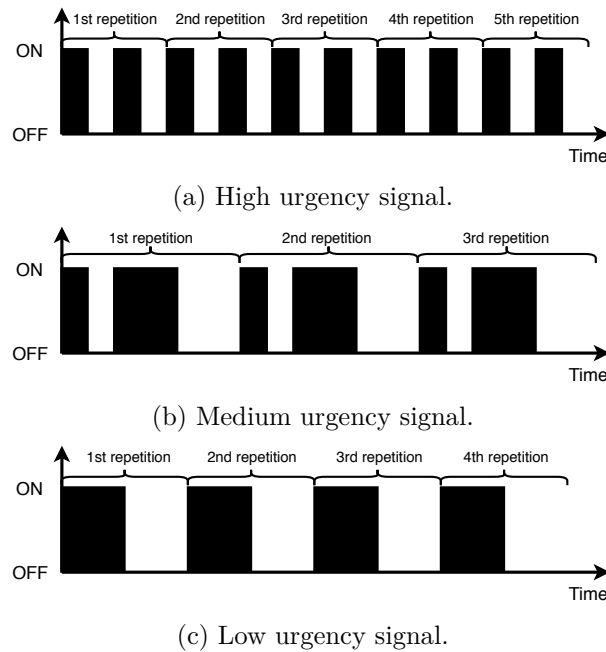 1st repetition 2nd repetition 3rd repetition 4th repetition 5th repetition
ON
OFF
Time
(a) High urgency signal.
1st repetition 2nd repetition 3rd repetition
ON
OFF
Time
(b) Medium urgency signal.
1st repetition 2nd repetition 3rd repetition 4th repetition
ON
OFF
Time
(c) Low urgency signal.